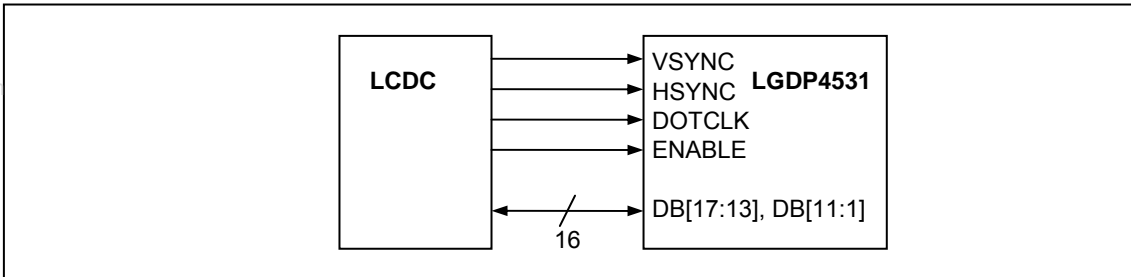 LCDC
LGDP4531
VSYNC
HSYNC
DOTCLK
ENABLE
DB[17:13], DB[11:1]
16